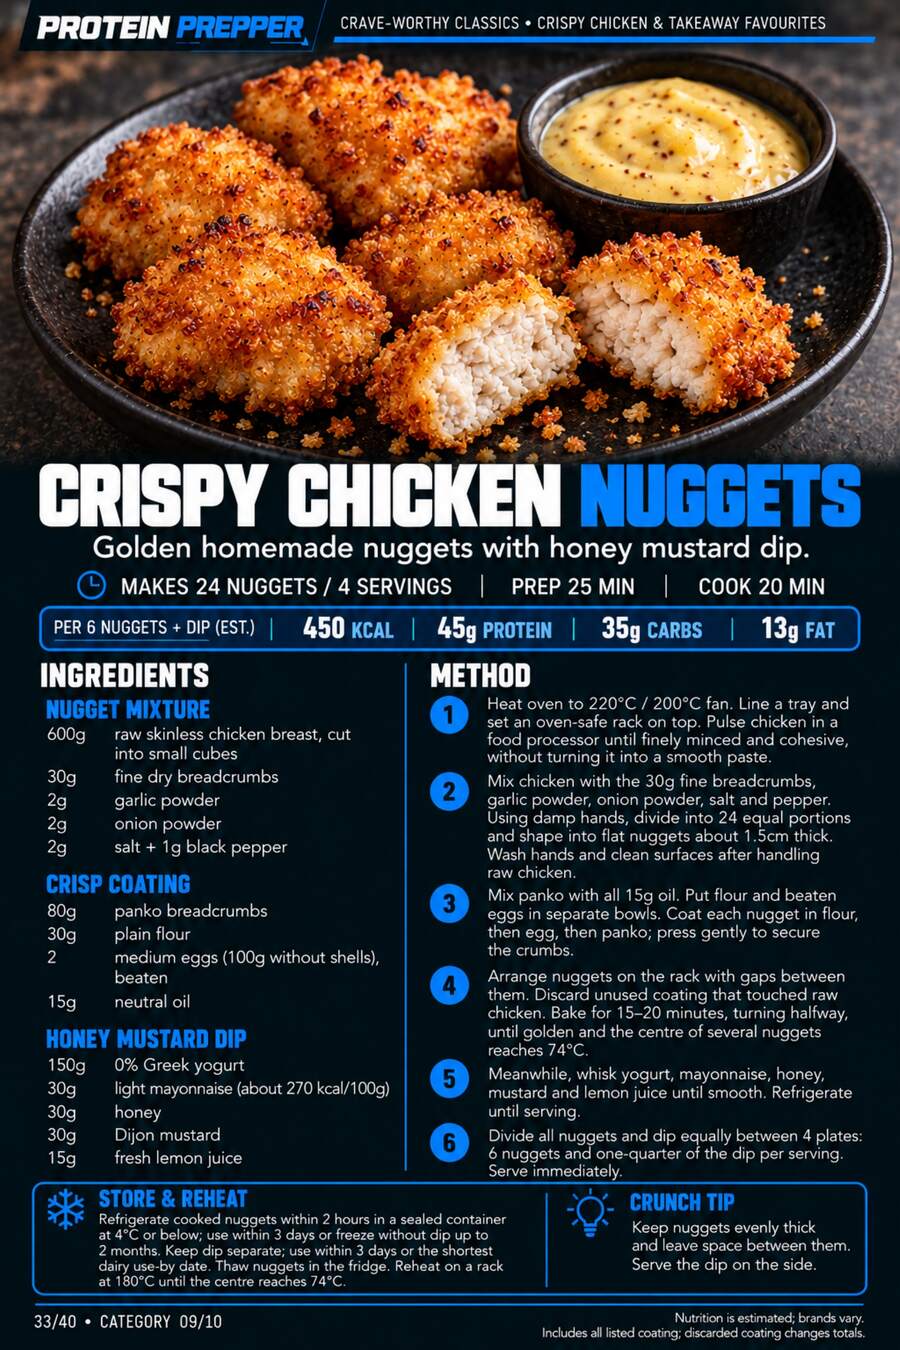 PROTEIN PREPPER
CRAVE-WORTHY CLASSICS • CRISPY CHICKEN & TAKEAWAY FAVOURITES
CRISPY CHICKEN NUGGETS
Golden homemade nuggets with honey mustard dip.
MAKES 24 NUGGETS / 4 SERVINGS | PREP 25 MIN | COOK 20 MIN
PER 6 NUGGETS + DIP (EST.) | 450 KCAL | 45g PROTEIN | 35g CARBS | 13g FAT
INGREDIENTS
NUGGET MIXTURE
600g raw skinless chicken breast, cut
into small cubes
30g fine dry breadcrumbs
2g garlic powder
2g onion powder
2g salt + 1g black pepper
CRISP COATING
80g panko breadcrumbs
30g plain flour
2 medium eggs (100g without shells),
beaten
15g neutral oil
HONEY MUSTARD DIP
150g 0% Greek yogurt
30g light mayonnaise (about 270 kcal/100g)
30g honey
30g Dijon mustard
15g fresh lemon juice
METHOD
1 Heat oven to 220°C / 200°C fan. Line a tray and
set an oven-safe rack on top. Pulse chicken in a
food processor until finely minced and cohesive,
without turning it into a smooth paste.
2 Mix chicken with the 30g fine breadcrumbs,
garlic powder, onion powder, salt and pepper.
Using damp hands, divide into 24 equal portions
and shape into flat nuggets about 1.5cm thick.
Wash hands and clean surfaces after handling
raw chicken.
3 Mix panko with all 15g oil. Put flour and beaten
eggs in separate bowls. Coat each nugget in flour,
then egg, then panko; press gently to secure
the crumbs.
4 Arrange nuggets on the rack with gaps between
them. Discard unused coating that touched raw
chicken. Bake for 15–20 minutes, turning halfway,
until golden and the centre of several nuggets
reaches 74°C.
5 Meanwhile, whisk yogurt, mayonnaise, honey,
mustard and lemon juice until smooth. Refrigerate
until serving.
6 Divide all nuggets and dip equally between 4 plates:
6 nuggets and one-quarter of the dip per serving.
Serve immediately.
STORE & REHEAT
Refrigerate cooked nuggets within 2 hours in a sealed container
at 4°C or below; use within 3 days or freeze without dip up to
2 months. Keep dip separate; use within 3 days or the shortest
dairy use-by date. Thaw nuggets in the fridge. Reheat on a rack
at 180°C until the centre reaches 74°C.
CRUNCH TIP
Keep nuggets evenly thick
and leave space between them.
Serve the dip on the side.
33/40 • CATEGORY 09/10
Nutrition is estimated; brands vary.
Includes all listed coating; discarded coating changes totals.